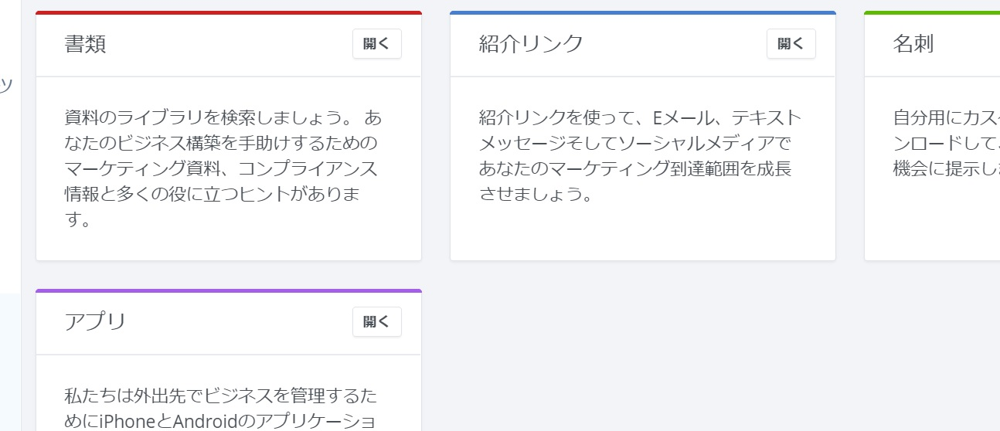 ツ
書類
開く
資料のライブラリを検索しましょう。 あ
なたのビジネス構築を手助けするための
マーケティング資料、コンプライアンス
情報と多くの役に立つヒントがありま
す。
紹介リンク
開く
紹介リンクを使って、Eメール、テキスト
メッセージそしてソーシャルメディアで
あなたのマーケティング到達範囲を成長
させましょう。
名刺
自分用にカス
ンロードして、
機会に提示し
アプリ
開く
私たちは外出先でビジネスを管理するた
めにiPhoneとAndroidのアプリケーショ